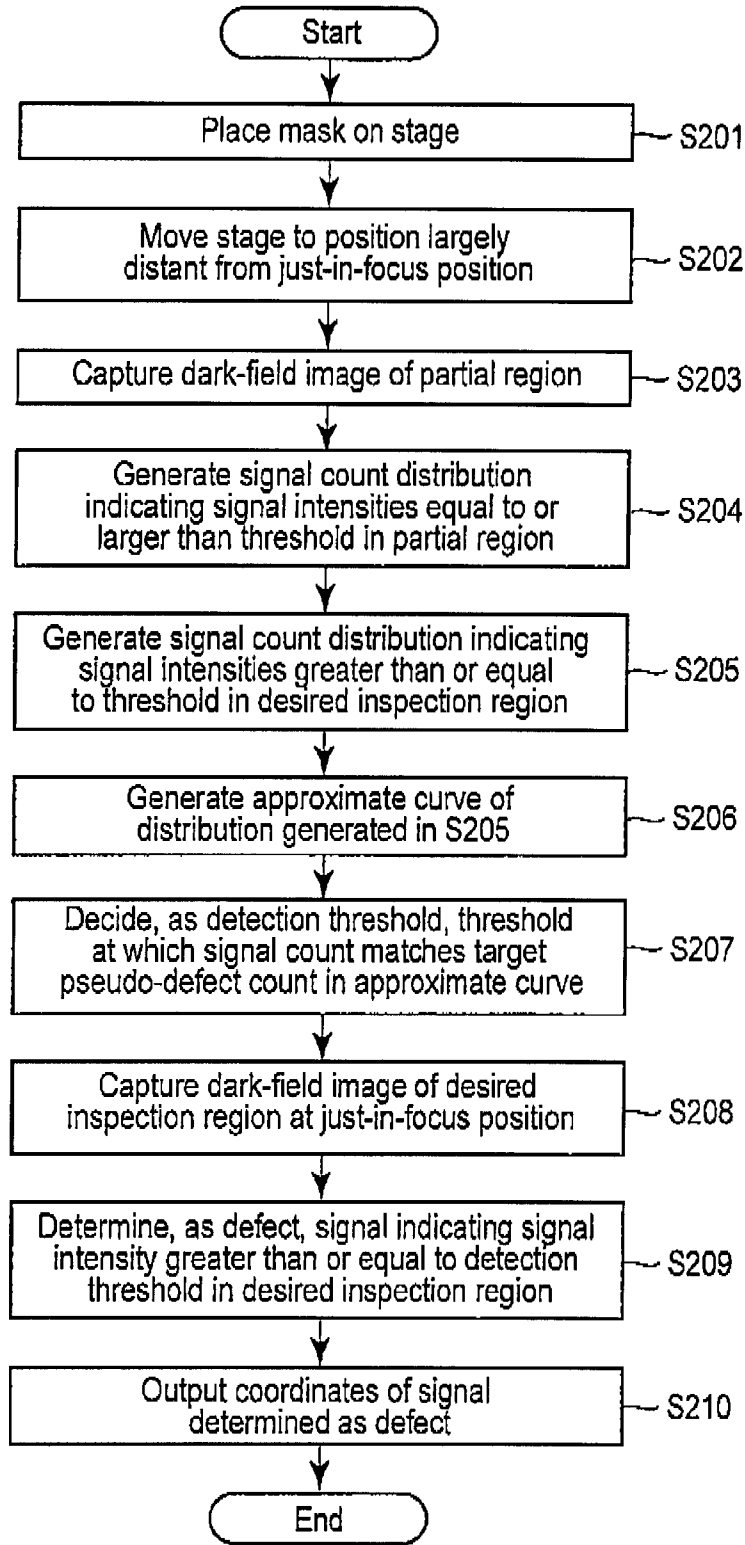 Start
Place mask on stage
S201
Move stage to position largely
distant from just-in-focus position
S202
Capture dark-field image of partial region
S203
Generate signal count distribution
indicating signal intensities equal to or
larger than threshold in partial region
S204
Generate signal count distribution indicating
signal intensities greater than or equal
to threshold in desired inspection region
S205
Generate approximate curve of
distribution generated in S205
S206
Decide, as detection threshold, threshold
at which signal count matches target
pseudo-defect count in approximate curve
S207
Capture dark-field image of desired
inspection region at just-in-focus position
S208
Determine, as defect, signal indicating signal
intensity greater than or equal to detection
threshold in desired inspection region
S209
Output coordinates of signal
determined as defect
S210
End